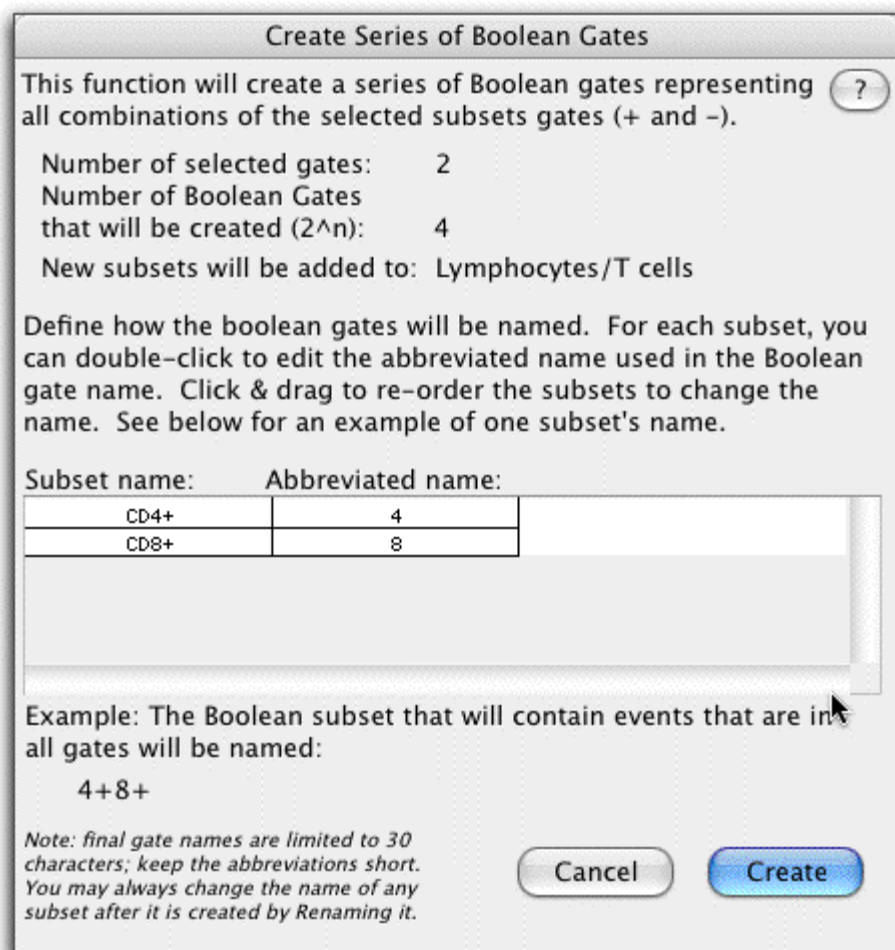 Create Series of Boolean Gates
This function will create a series of Boolean gates representing
all combinations of the selected subsets gates (+ and –).
?
Number of selected gates: 2
Number of Boolean Gates
that will be created (2^n): 4
New subsets will be added to: Lymphocytes/T cells
Define how the boolean gates will be named. For each subset, you
can double–click to edit the abbreviated name used in the Boolean
gate name. Click & drag to re–order the subsets to change the
name. See below for an example of one subset's name.
Subset name: Abbreviated name:
CD4+ 4
CD8+ 8
Example: The Boolean subset that will contain events that are in
all gates will be named:
4+8+
Note: final gate names are limited to 30
characters; keep the abbreviations short.
You may always change the name of any
subset after it is created by Renaming it.
Cancel Create